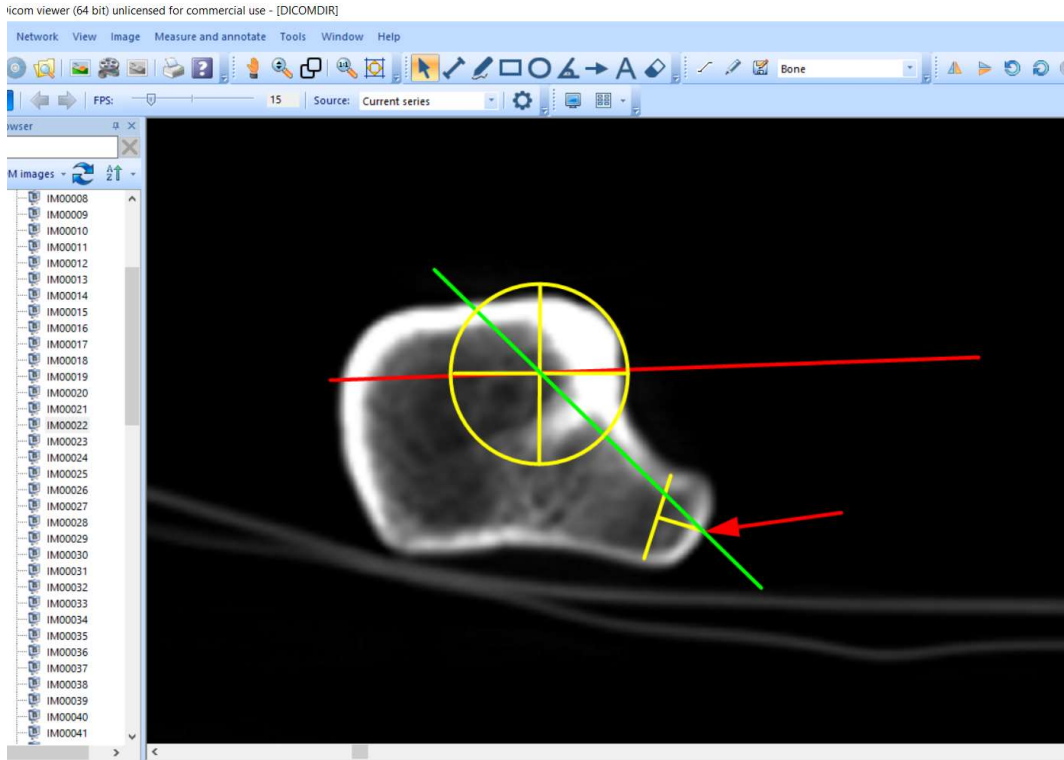 Dicom viewer (64 bit) unlicensed for commercial use - [DICOMDIR]
Network View Image Measure and annotate Tools Window Help
Bone
FPS: 15 Source: Current series
M images
IM00008
IM00009
IM00010
IM00011
IM00012
IM00013
IM00014
IM00015
IM00016
IM00017
IM00018
IM00019
IM00020
IM00021
IM00022
IM00023
IM00024
IM00025
IM00026
IM00027
IM00028
IM00029
IM00030
IM00031
IM00032
IM00033
IM00034
IM00035
IM00036
IM00037
IM00038
IM00039
IM00040
IM00041